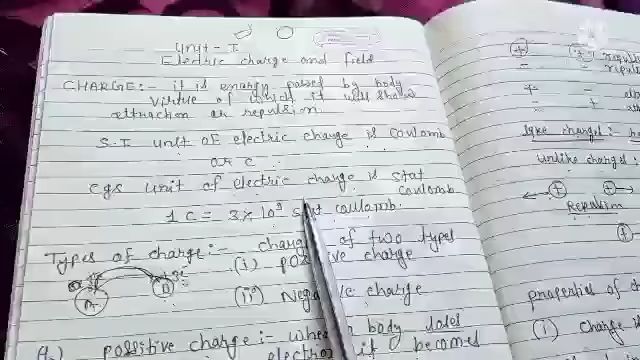 Unit - I
Electric charge and field
CHARGE :- it is energy possed by body
virtue of which it will show
attraction or repulsion
S.I unit of electric charge is coulomb
or c
cgs unit of electric charge is stat
coulomb
1 C = 3 x 10⁹ stat coulomb.
Types of charge :- charge of two types
(i) positive charge
(ii) Negative charge
A
B
possitive charge :- when body loses
electron it becomes
+
-
+
-
+
like charges :-
unlike charges :
+
+
Repulsion
+
properties of
(i) charge is